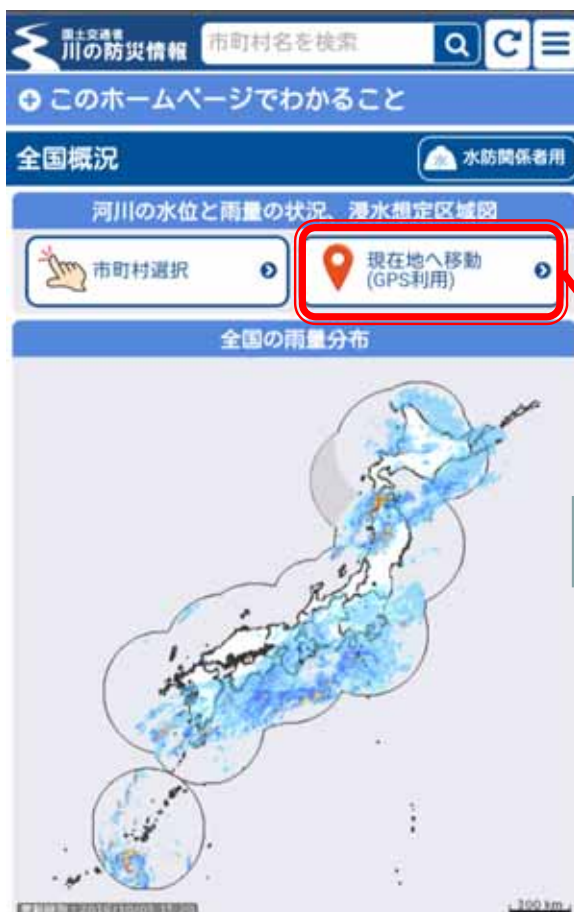 国土交通省
川の防災情報
市町村名を検索
このホームページでわかること
全国概況
水防関係者用
河川の水位と雨量の状況、浸水想定区域図
市町村選択
現在地へ移動
(GPS利用)
全国の雨量分布